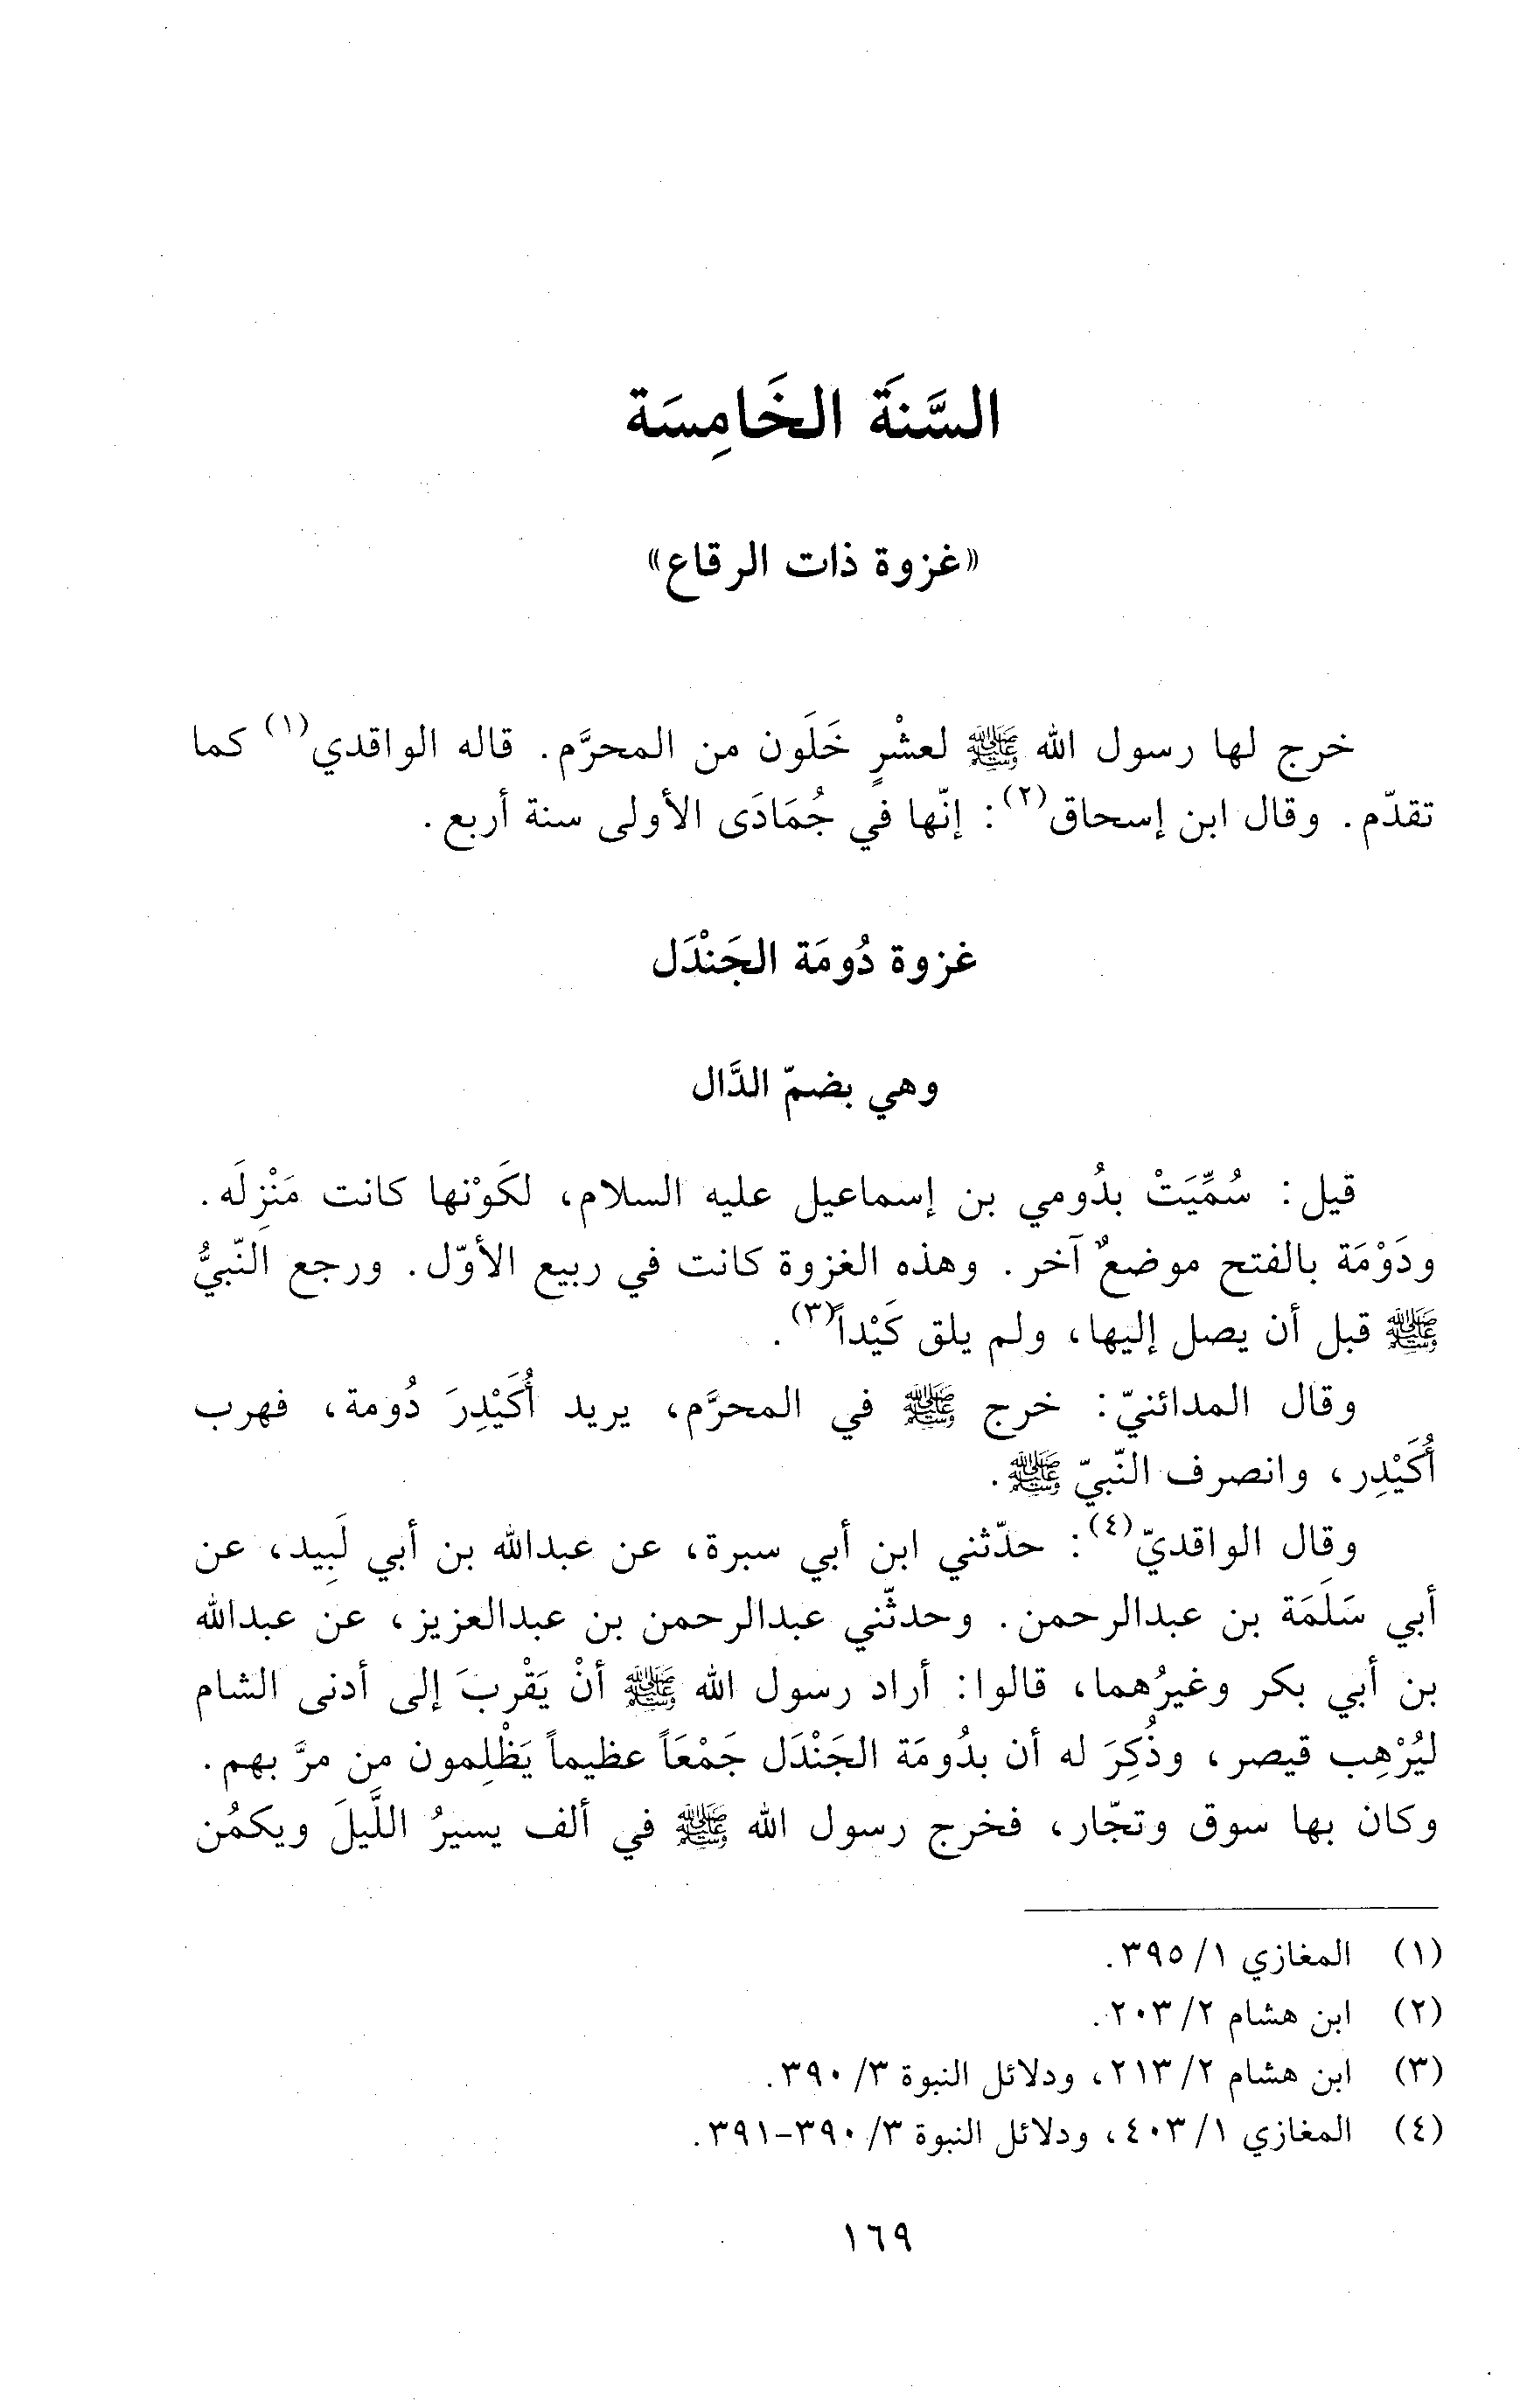 السَّنَةَ الخَامِسَة
«غزوة ذات الرقاع»
خرج لها رسول الله ﷺ لعشْرٍ خَلَون من المحرَّم. قاله الواقدي(١) كما
تقدّم. وقال ابن إسحاق(٢): إنّها في جُمَادَى الأولى سنة أربع.
غزوة دُومَة الجَنْدَل
وهي بضمّ الدَّال
قيل: سُمِّيَتْ بدُومي بن إسماعيل عليه السلام، لكَوْنها كانت مَنْزِلَه.
ودَوْمَة بالفتح موضعٌ آخر. وهذه الغزوة كانت في ربيع الأوّل. ورجع النّبيُّ
ﷺ قبل أن يصل إليها، ولم يلق كَيْداً(٣).
وقال المدائنيّ: خرج ﷺ في المحرَّم، يريد أُكَيْدِرَ دُومة، فهرب
أُكَيْدِر، وانصرف النّبيّ ﷺ.
وقال الواقديّ(٤): حدّثني ابن أبي سبرة، عن عبدالله بن أبي لَبِيد، عن
أبي سَلَمَة بن عبدالرحمن. وحدثّني عبدالرحمن بن عبدالعزيز، عن عبدالله
بن أبي بكر وغيرُهما، قالوا: أراد رسول الله ﷺ أنْ يَقْربَ إلى أدنى الشام
ليُرْهِب قيصر، وذُكِرَ له أن بدُومَة الجَنْدَل جَمْعَاً عظيماً يَظْلِمون من مرَّ بهم.
وكان بها سوق وتجّار، فخرج رسول الله ﷺ في ألف يسيرُ اللَّيلَ ويكمُن
(١) المغازي ١/ ٣٩٥.
(٢) ابن هشام ٢/ ٢٠٣.
(٣) ابن هشام ٢/ ٢١٣، ودلائل النبوة ٣/ ٣٩٠.
(٤) المغازي ١/ ٤٠٣، ودلائل النبوة ٣/ ٣٩٠-٣٩١.
١٦٩